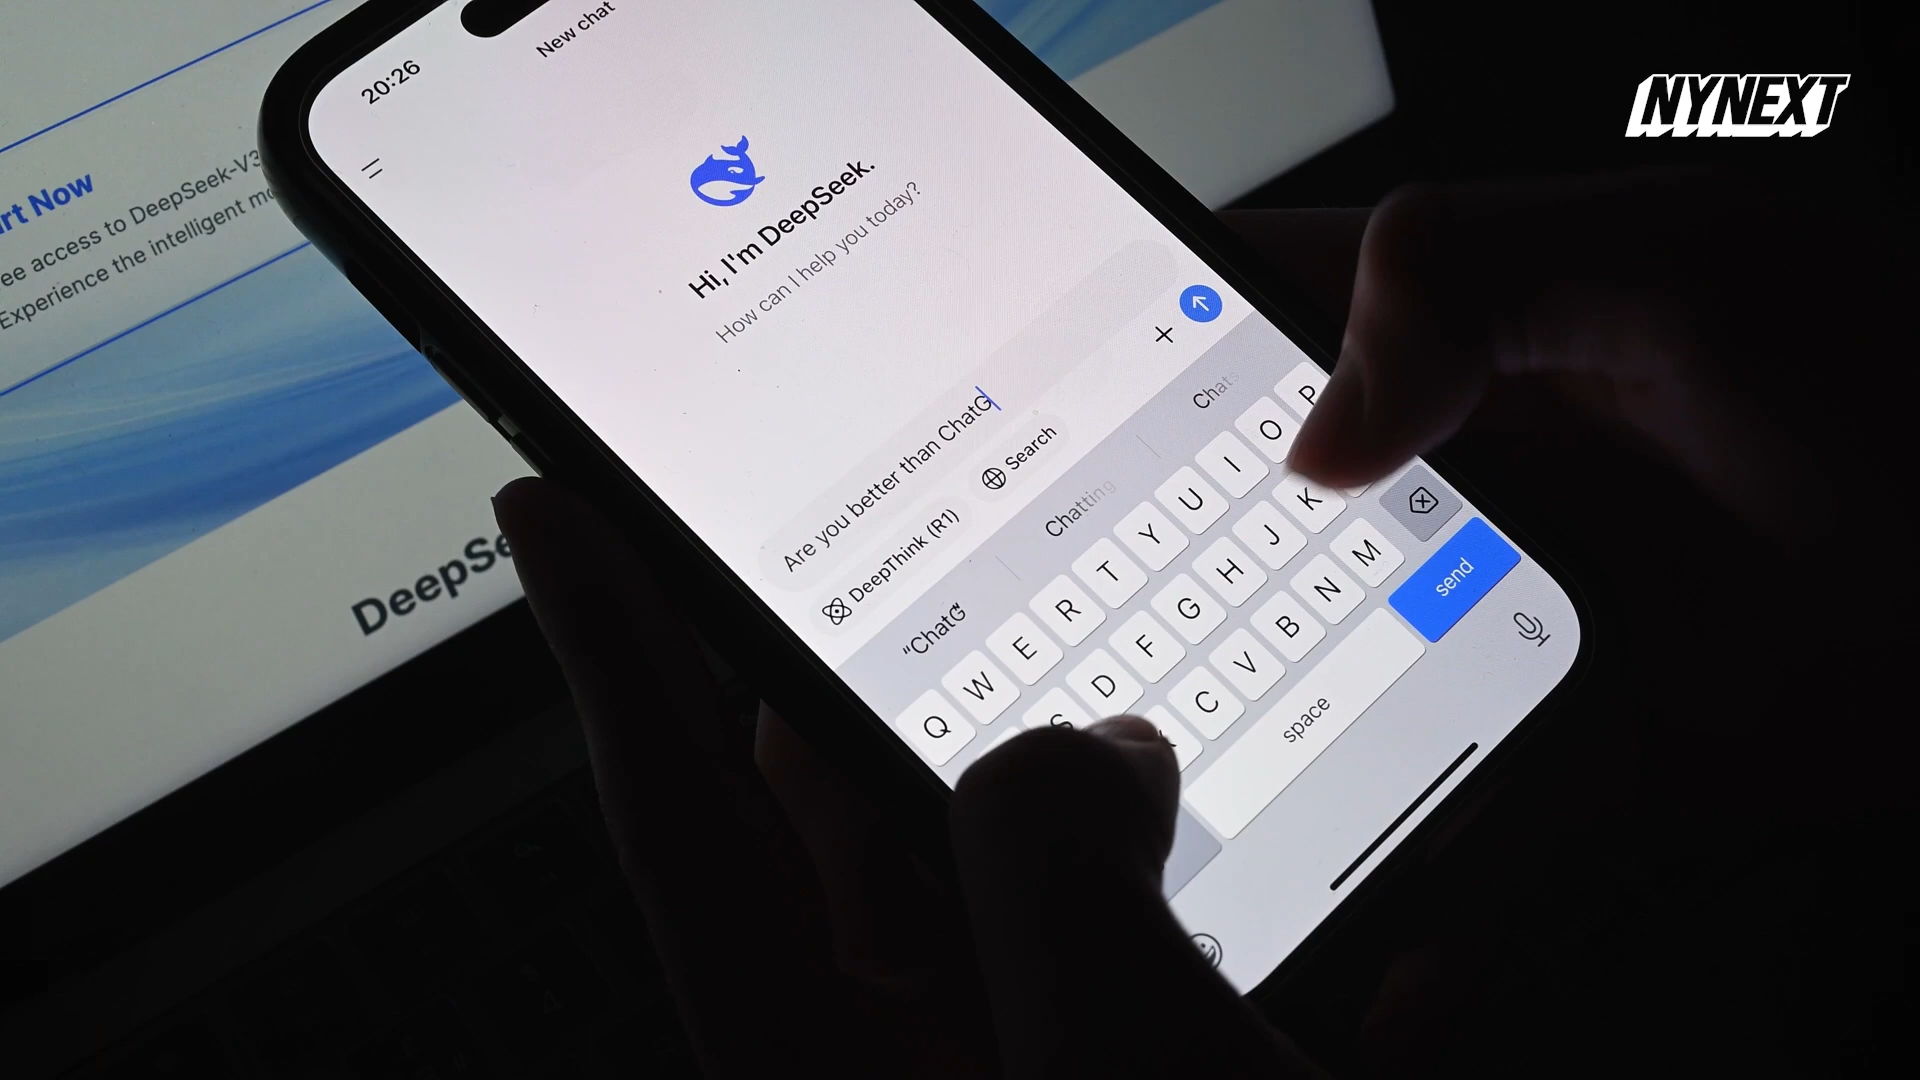 NYNEXT
20:26
New chat
Hi, I'm DeepSeek.
How can I help you today?
Are you better than ChatG
DeepThink (R1)
Search
"ChatG"
Chatting
Chats
Q W E R T Y U I O P
S D F G H J K
C V B N M
space
send
rt Now
ee access to DeepSeek-V3
Experience the intelligent mo
DeepSe